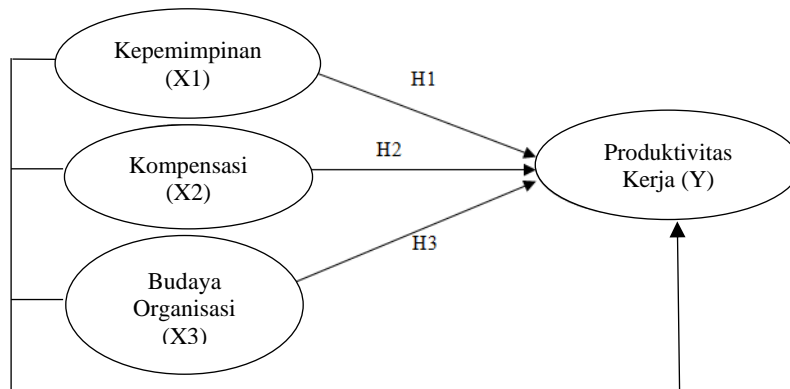 Kepemimpinan
(X1)
H1
Kompensasi
(X2)
H2
Produktivitas
Kerja (Y)
H3
Budaya
Organisasi
(X3)